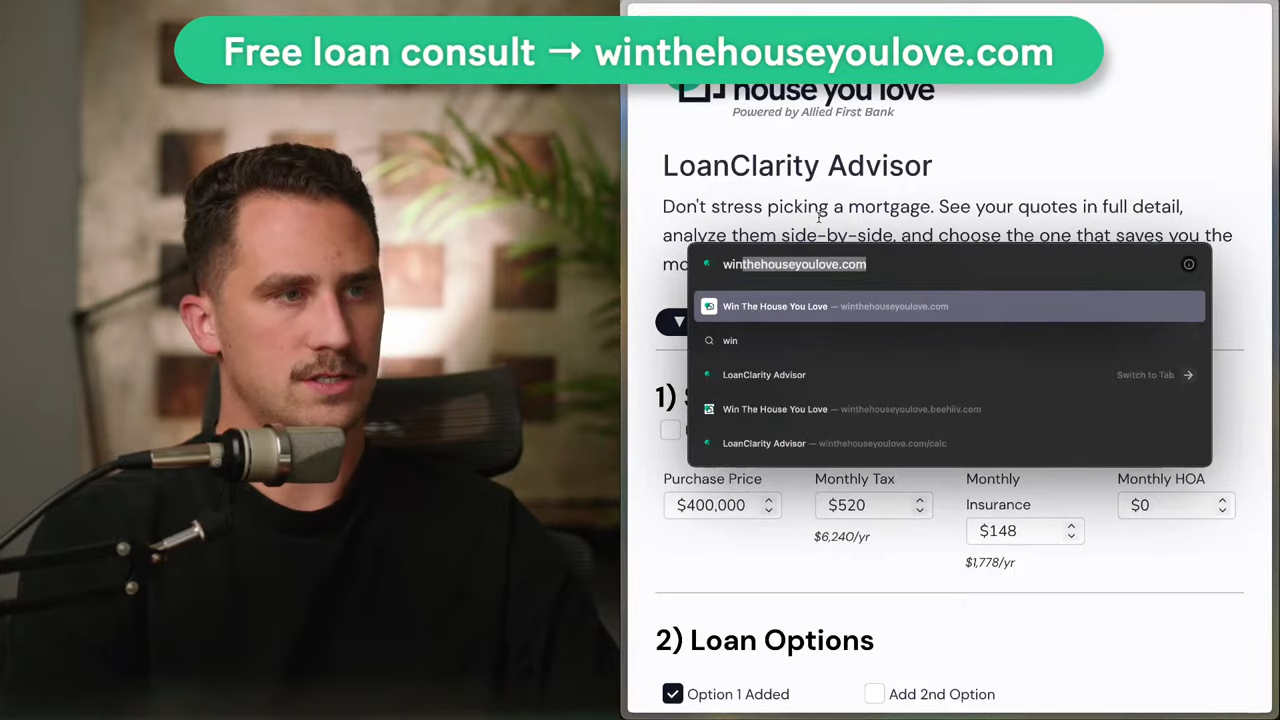 Free loan consult → winthehouseyoulove.com
house you love
Powered by Allied First Bank
LoanClarity Advisor
Don't stress picking a mortgage. See your quotes in full detail,
analyze them side-by-side, and choose the one that saves you the
winthehouseyoulove.com
Win The House You Love — winthehouseyoulove.com
win
LoanClarity Advisor Switch to Tab →
Win The House You Love — winthehouseyoulove.beehiiv.com
LoanClarity Advisor — winthehouseyoulove.com/calc
1)
Purchase Price Monthly Tax Monthly Insurance Monthly HOA
$400,000 $520 $148 $0
$6,240/yr
$1,778/yr
2) Loan Options
Option 1 Added Add 2nd Option